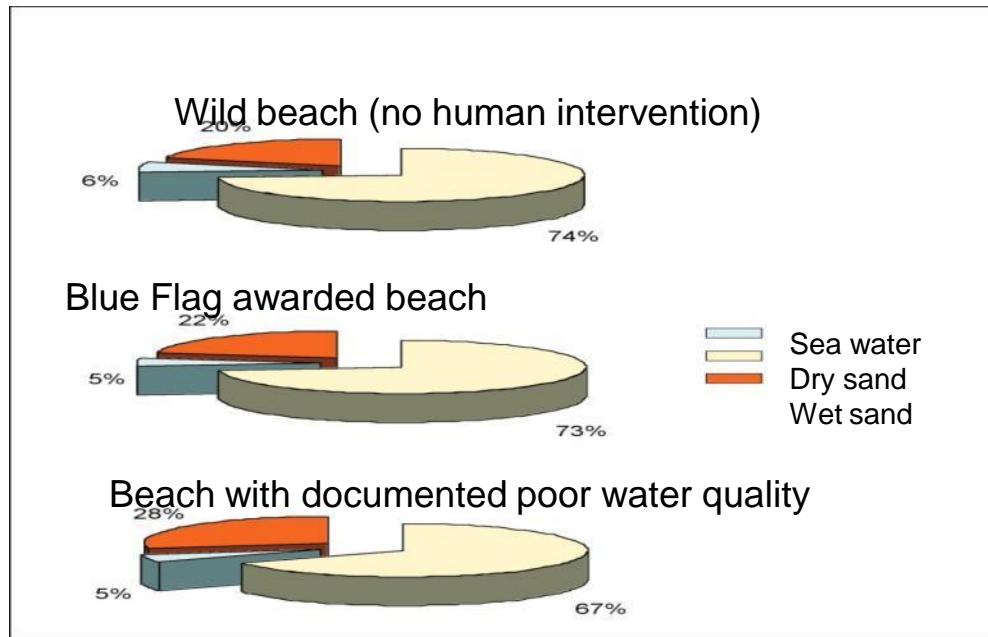 Wild beach (no human intervention)
20%
6%
74%
Blue Flag awarded beach
22%
5%
73%
Sea water
Dry sand
Wet sand
Beach with documented poor water quality
28%
5%
67%